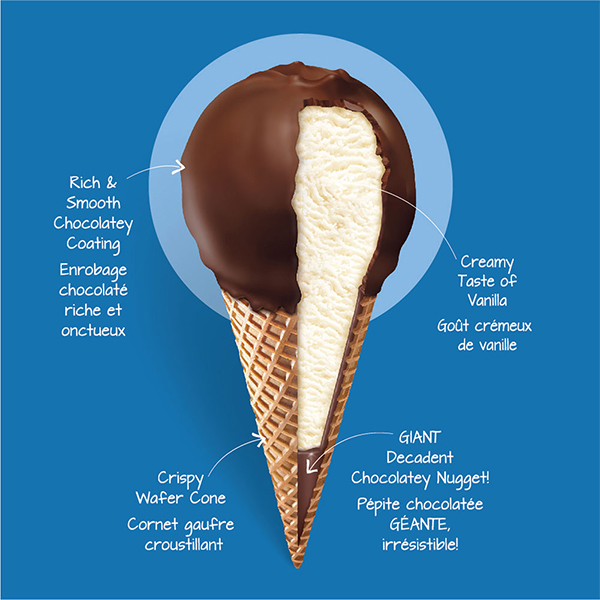 Rich &
Smooth
Chocolatey
Coating
Enrobage
chocolaté
riche et
onctueux
Creamy
Taste of
Vanilla
Goût crémeux
de vanille
Crispy
Wafer Cone
Cornet gaufre
croustillant
GIANT
Decadent
Chocolatey Nugget!
Pépite chocolatée
GÉANTE,
irrésistible!